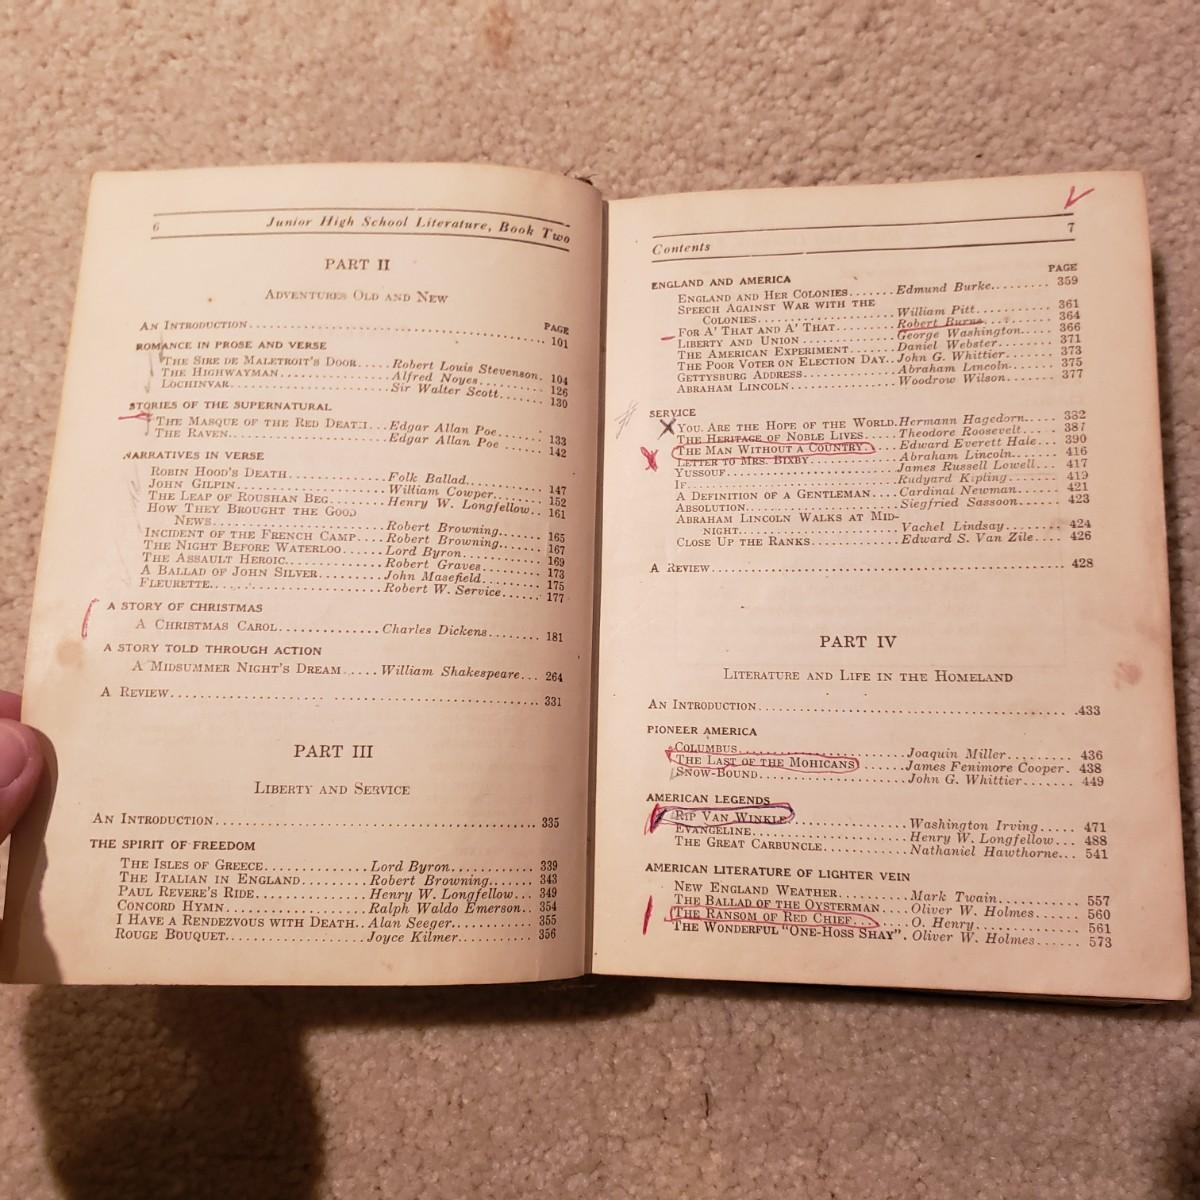 6 Junior High School Literature, Book Two
PART II
ADVENTURES OLD AND NEW
PAGE
AN INTRODUCTION........ 101
ROMANCE IN PROSE AND VERSE
THE SIRE DE MALETROIT'S DOOR....Robert Louis Stevenson. 104
THE HIGHWAYMAN........Alfred Noyes........ 126
LOCHINVAR........Sir Walter Scott..... 130
STORIES OF THE SUPERNATURAL
THE MASQUE OF THE RED DEATH...Edgar Allan Poe...... 133
THE RAVEN........Edgar Allan Poe ..... 142
NARRATIVES IN VERSE
ROBIN HOOD'S DEATH........Folk Ballad........ 147
JOHN GILPIN........William Cowper...... 152
THE LEAP OF ROUSHAN BEG......Henry W. Longfellow.. 161
HOW THEY BROUGHT THE GOOD
NEWS........Robert Browning..... 165
INCIDENT OF THE FRENCH CAMP...Robert Browning..... 167
THE NIGHT BEFORE WATERLOO.....Lord Byron........ 169
THE ASSAULT HEROIC........Robert Graves...... 173
A BALLAD OF JOHN SILVER......John Masefield..... 175
FLEURETTE........Robert W. Service..... 177
A STORY OF CHRISTMAS
A CHRISTMAS CAROL........Charles Dickens....... 181
A STORY TOLD THROUGH ACTION
A MIDSUMMER NIGHT'S DREAM.....William Shakespeare... 264
A REVIEW........ 331
PART III
LIBERTY AND SERVICE
AN INTRODUCTION........ 335
THE SPIRIT OF FREEDOM
THE ISLES OF GREECE........Lord Byron........ 339
THE ITALIAN IN ENGLAND.......Robert Browning...... 343
PAUL REVERE'S RIDE........Henry W. Longfellow... 349
CONCORD HYMN........Ralph Waldo Emerson.. 354
I HAVE A RENDEZVOUS WITH DEATH..Alan Seeger........ 355
ROUGE BOUQUET........Joyce Kilmer........ 356
Contents 7
PAGE
ENGLAND AND AMERICA
ENGLAND AND HER COLONIES.......Edmund Burke........ 359
SPEECH AGAINST WAR WITH THE
COLONIES........William Pitt........ 361
FOR A' THAT AND A' THAT.......Robert Burns........ 364
LIBERTY AND UNION........George Washington..... 366
THE AMERICAN EXPERIMENT......Daniel Webster...... 371
THE POOR VOTER ON ELECTION DAY..John G. Whittier..... 373
GETTYSBURG ADDRESS........Abraham Lincoln..... 375
ABRAHAM LINCOLN........Woodrow Wilson...... 377
SERVICE
YOU ARE THE HOPE OF THE WORLD.Hermann Hagedorn..... 382
THE HERITAGE OF NOBLE LIVES.....Theodore Roosevelt.... 387
THE MAN WITHOUT A COUNTRY.....Edward Everett Hale... 390
LETTER TO MRS. BIXBY........Abraham Lincoln...... 416
YUSSOUF........James Russell Lowell... 417
IF........Rudyard Kipling...... 419
A DEFINITION OF A GENTLEMAN....Cardinal Newman..... 421
ABSOLUTION........Siegfried Sassoon..... 423
ABRAHAM LINCOLN WALKS AT MID-
NIGHT........Vachel Lindsay........ 424
CLOSE UP THE RANKS........Edward S. Van Zile.... 426
A REVIEW........ 428
PART IV
LITERATURE AND LIFE IN THE HOMELAND
AN INTRODUCTION........ 433
PIONEER AMERICA
COLUMBUS........Joaquin Miller........ 436
THE LAST OF THE MOHICANS......James Fenimore Cooper. 438
SNOW-BOUND........John G. Whittier...... 449
AMERICAN LEGENDS
RIP VAN WINKLE........Washington Irving..... 471
EVANGELINE........Henry W. Longfellow... 488
THE GREAT CARBUNCLE........Nathaniel Hawthorne... 541
AMERICAN LITERATURE OF LIGHTER VEIN
NEW ENGLAND WEATHER........Mark Twain........ 557
THE BALLAD OF THE OYSTERMAN....Oliver W. Holmes..... 560
THE RANSOM OF RED CHIEF......O. Henry........ 561
THE WONDERFUL "ONE-HOSS SHAY".Oliver W. Holmes...... 573